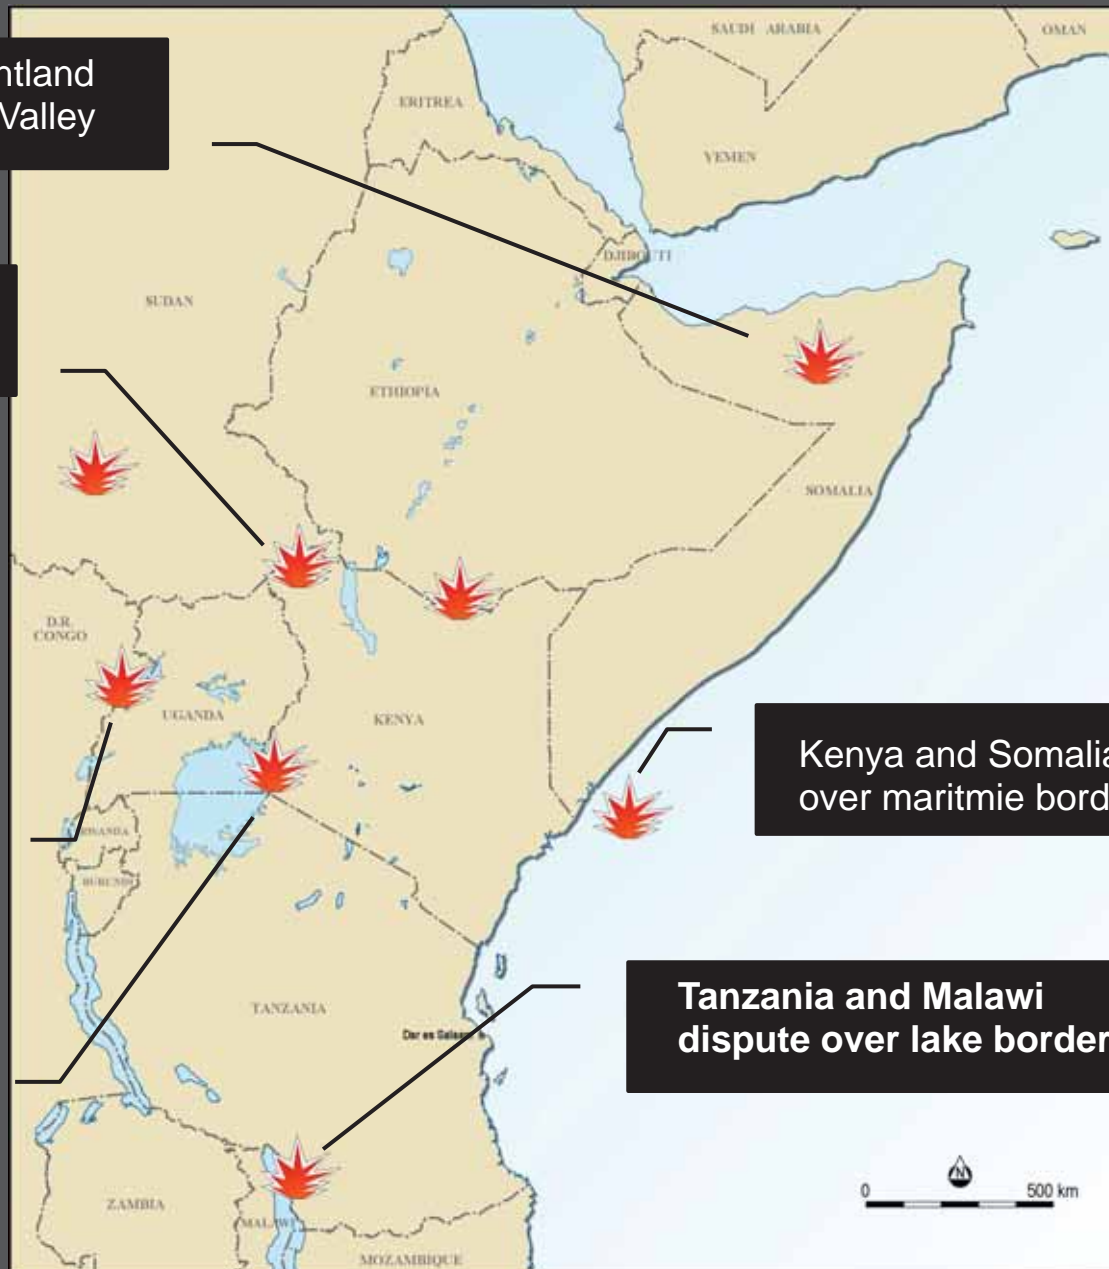 ntland
Valley
SAUDI ARABIA
OMAN
ERITREA
YEMEN
DJIBOUTI
SUDAN
ETHIOPIA
SOMALIA
D.R.
CONGO
UGANDA
KENYA
Kenya and Somalia
over maritmie bord
RWANDA
BURUNDI
TANZANIA
Dar es Salaam
Tanzania and Malawi
dispute over lake border
N
0 500 km
ZAMBIA
MALAWI
MOZAMBIQUE